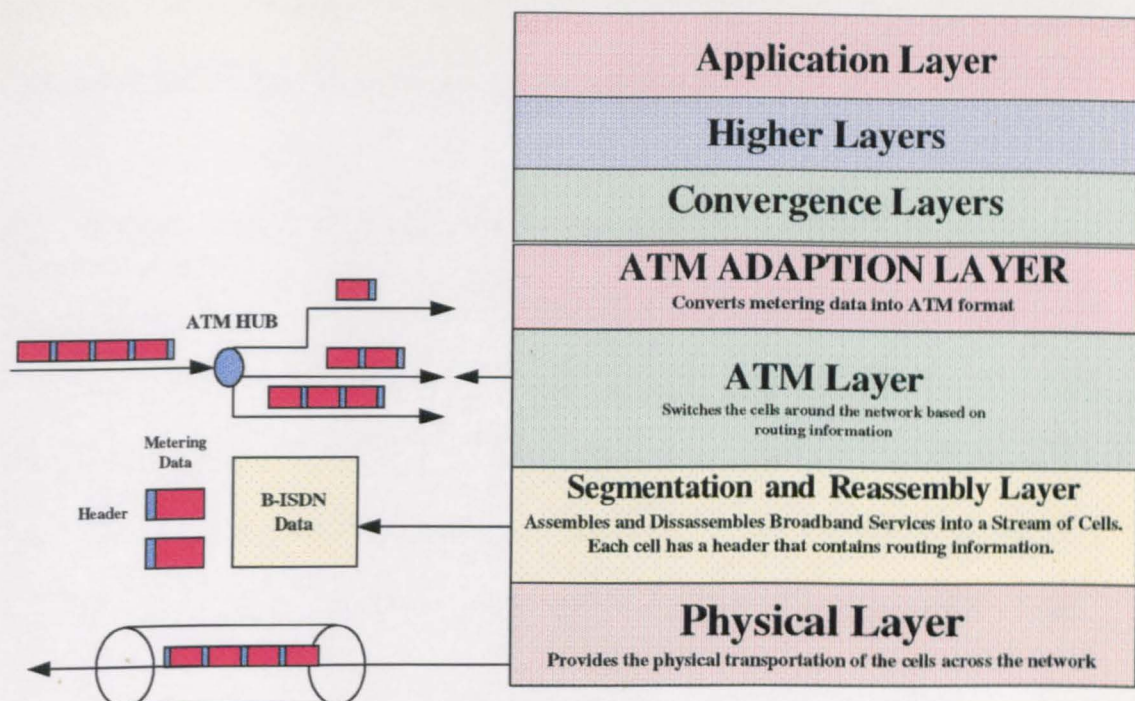 Application Layer
Higher Layers
Convergence Layers
ATM ADAPTION LAYER
Converts metering data into ATM format
ATM HUB
ATM Layer
Switches the cells around the network based on
routing information
Metering
Data
Header
B-ISDN
Data
Segmentation and Reassembly Layer
Assembles and Dissassembles Broadband Services into a Stream of Cells.
Each cell has a header that contains routing information.
Physical Layer
Provides the physical transportation of the cells across the network